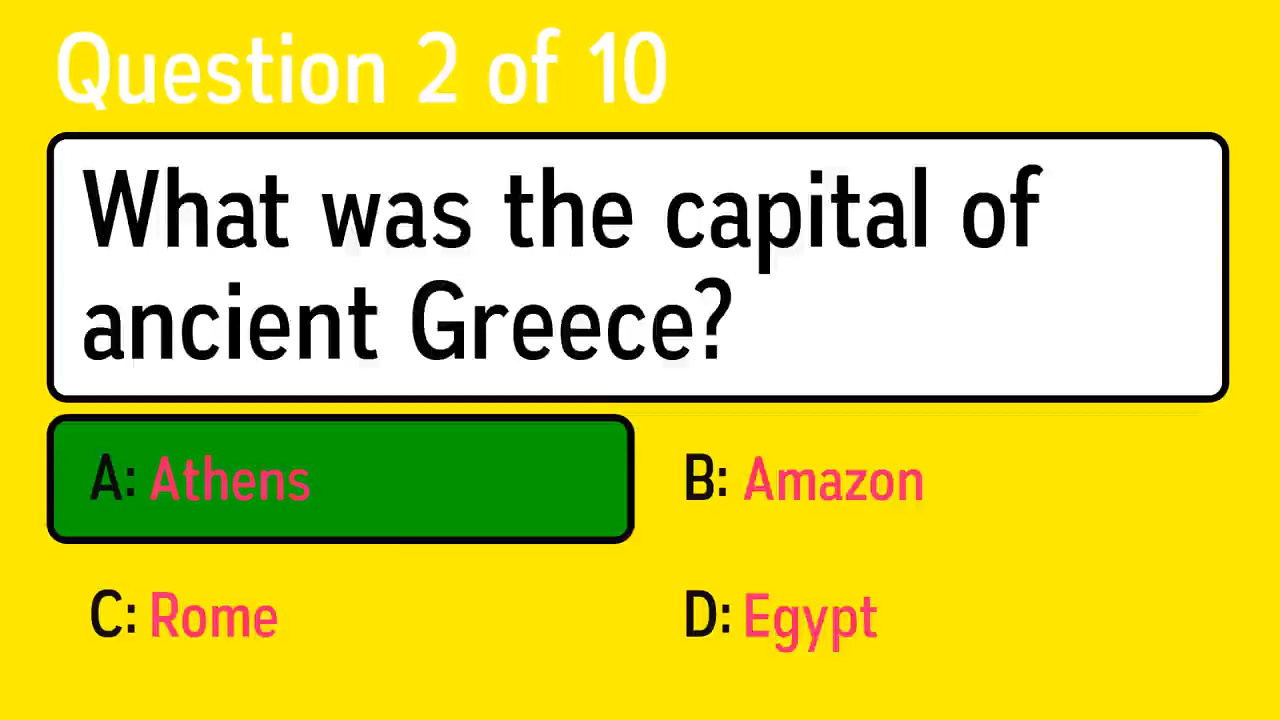 Question 2 of 10
What was the capital of
ancient Greece?
A: Athens
B: Amazon
C: Rome
D: Egypt